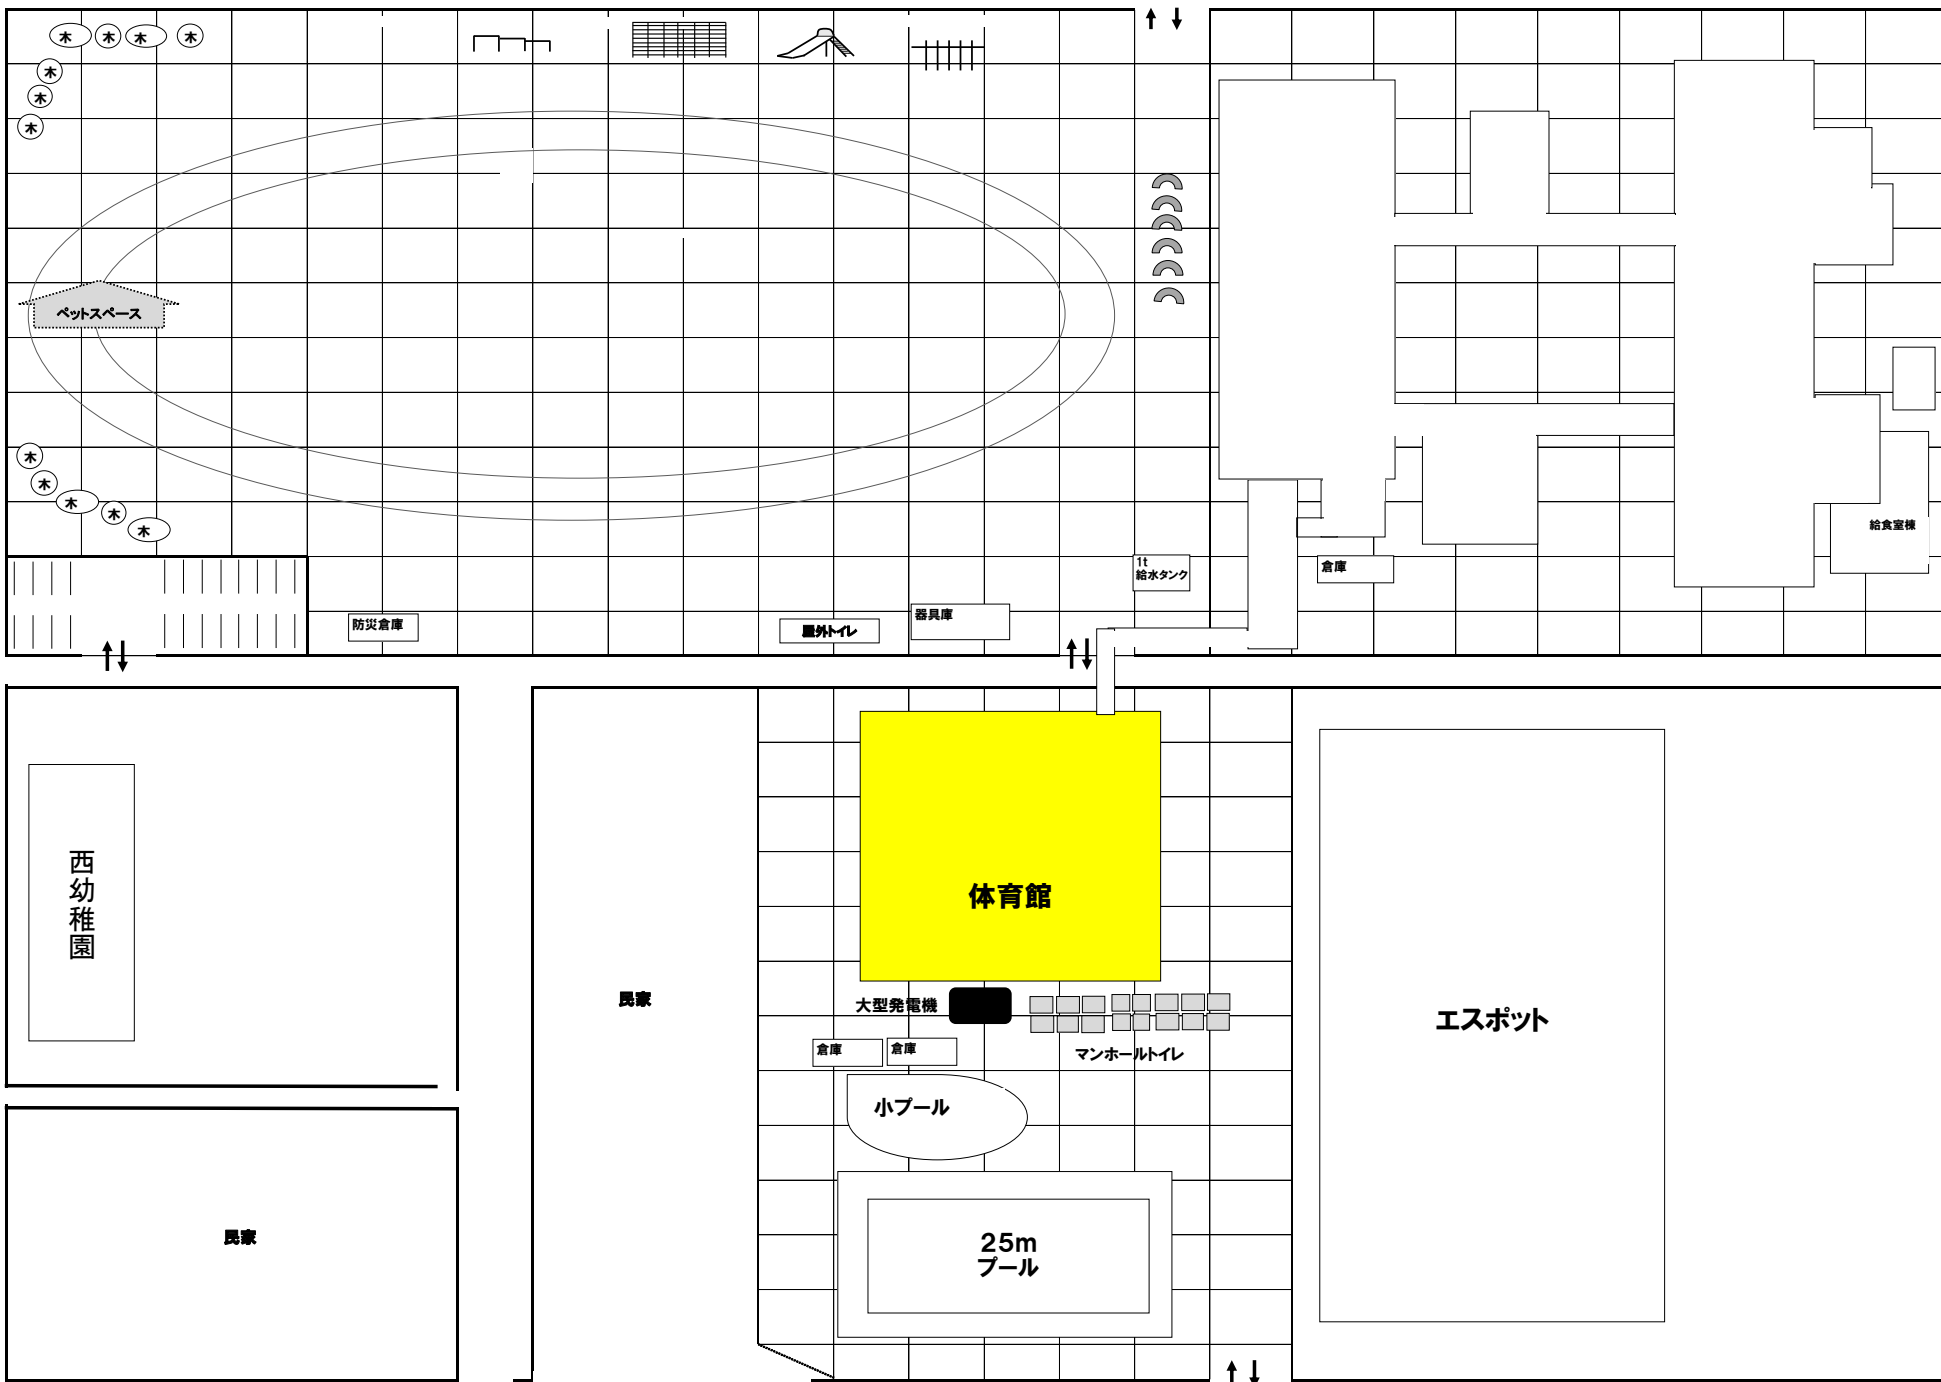 木
木
木
木
木
木
木
ペットスペース
木
木
木
木
木
1t
給水タンク
倉庫
給食室棟
防災倉庫
屋外トイレ
器具庫
西幼稚園
体育館
民家
大型発電機
エスポット
倉庫
倉庫
マンホールトイレ
小プール
民家
25m
プール